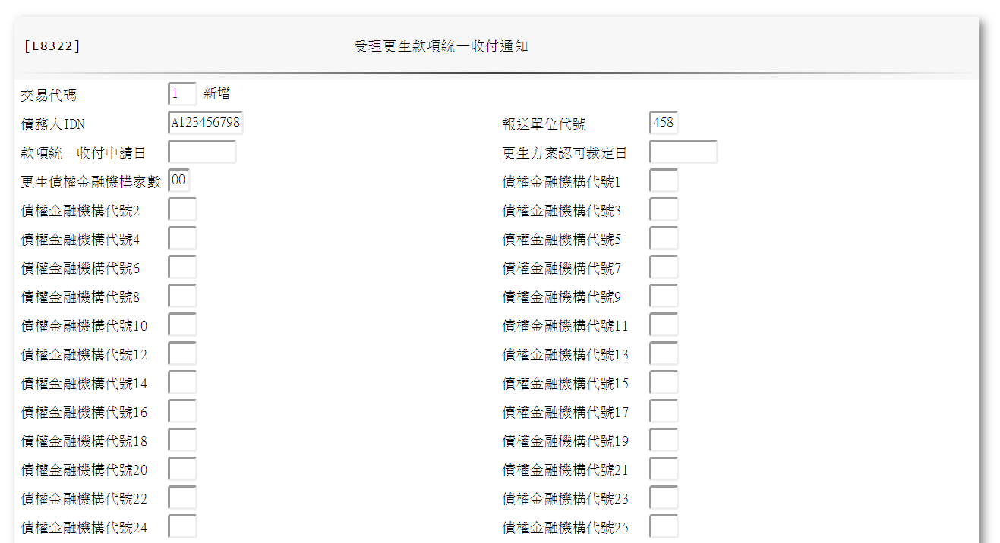 [L8322] 受理更生款項統一收付通知
交易代碼 1 新增
債務人IDN A123456798 報送單位代號 458
款項統一收付申請日 更生方案認可裁定日
更生債權金融機構家數 00 債權金融機構代號1
債權金融機構代號2 債權金融機構代號3
債權金融機構代號4 債權金融機構代號5
債權金融機構代號6 債權金融機構代號7
債權金融機構代號8 債權金融機構代號9
債權金融機構代號10 債權金融機構代號11
債權金融機構代號12 債權金融機構代號13
債權金融機構代號14 債權金融機構代號15
債權金融機構代號16 債權金融機構代號17
債權金融機構代號18 債權金融機構代號19
債權金融機構代號20 債權金融機構代號21
債權金融機構代號22 債權金融機構代號23
債權金融機構代號24 債權金融機構代號25